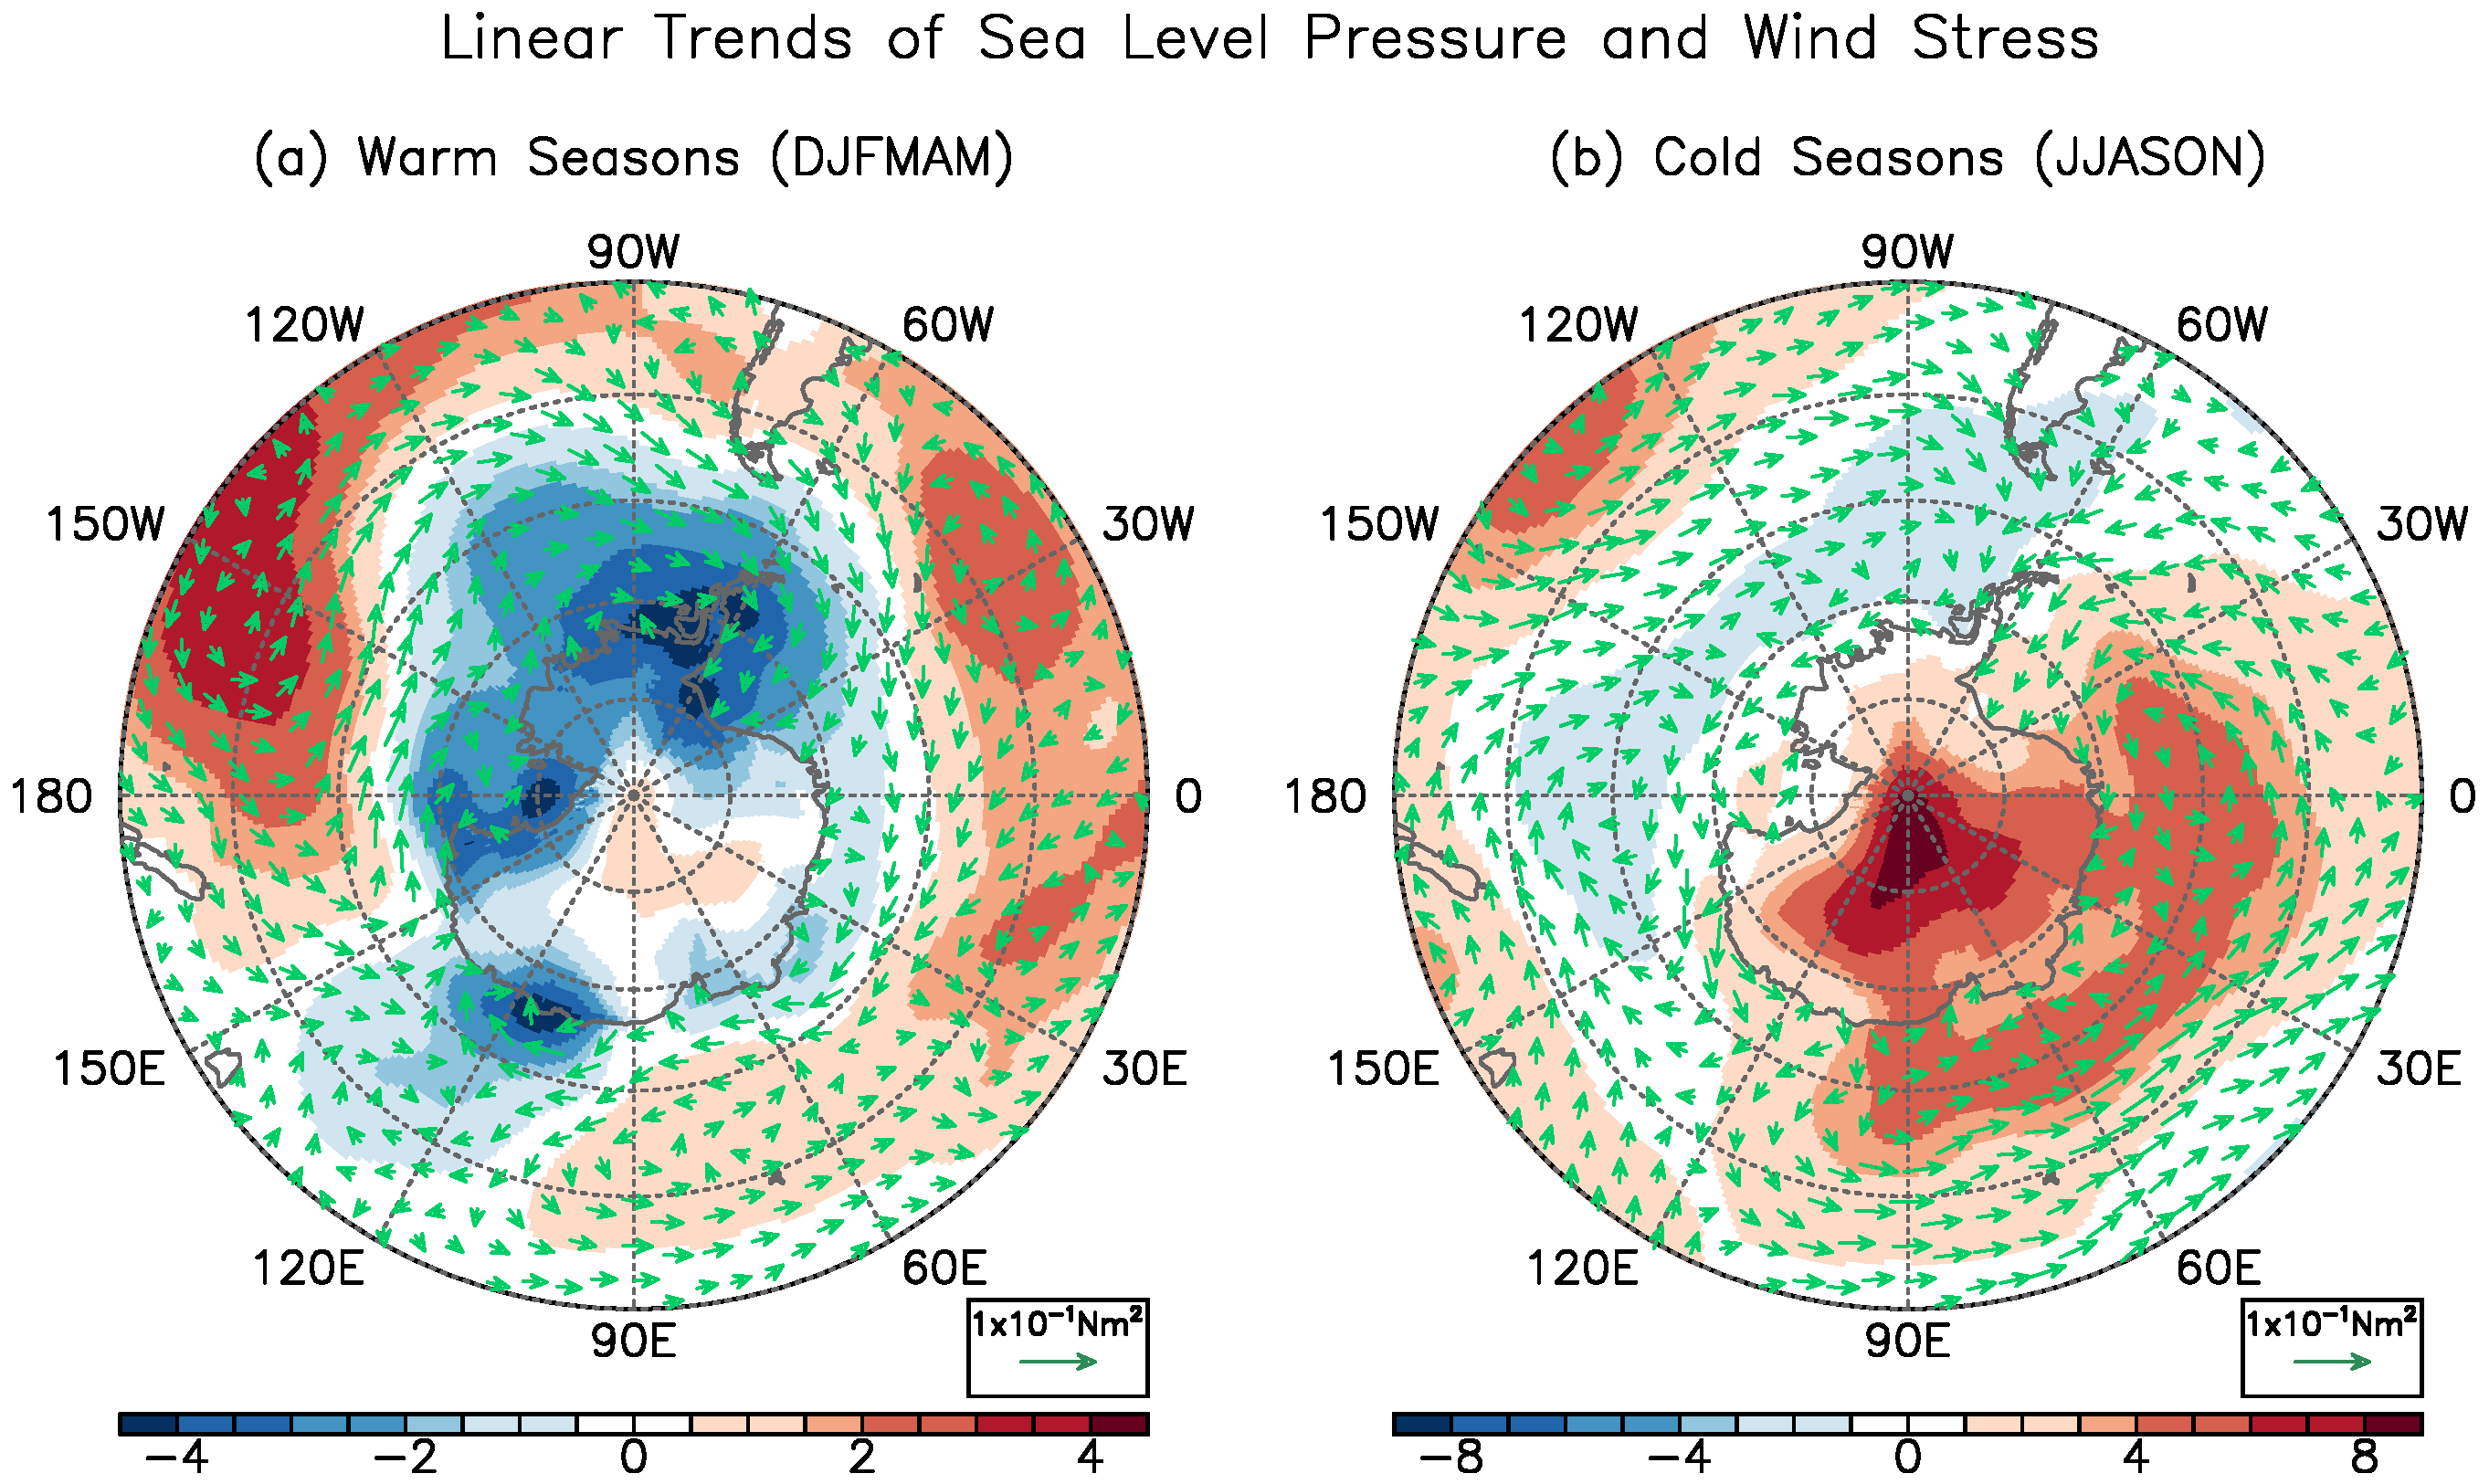 Linear Trends of Sea Level Pressure and Wind Stress
(a) Warm Seasons (DJFMAM)
90W
120W
60W
150W
30W
180
0
150E
30E
120E
60E
90E
1x10⁻¹Nm²
−4 −2 0 2 4
(b) Cold Seasons (JJASON)
90W
120W
60W
150W
30W
180
0
150E
30E
120E
60E
90E
1x10⁻¹Nm²
−8 −4 0 4 8